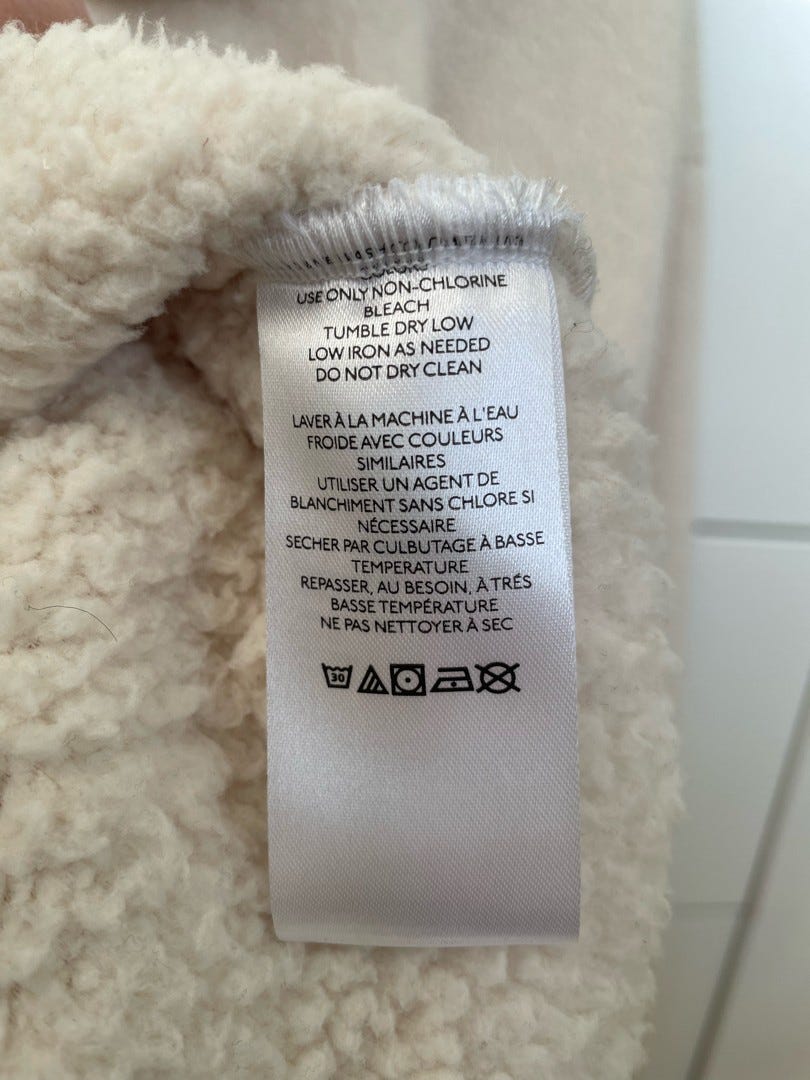 USE ONLY NON-CHLORINE
BLEACH
TUMBLE DRY LOW
LOW IRON AS NEEDED
DO NOT DRY CLEAN
LAVER À LA MACHINE À L'EAU
FROIDE AVEC COULEURS
SIMILAIRES
UTILISER UN AGENT DE
BLANCHIMENT SANS CHLORE SI
NÉCESSAIRE
SECHER PAR CULBUTAGE À BASSE
TEMPERATURE
REPASSER, AU BESOIN, À TRÉS
BASSE TEMPÉRATURE
NE PAS NETTOYER À SEC
30